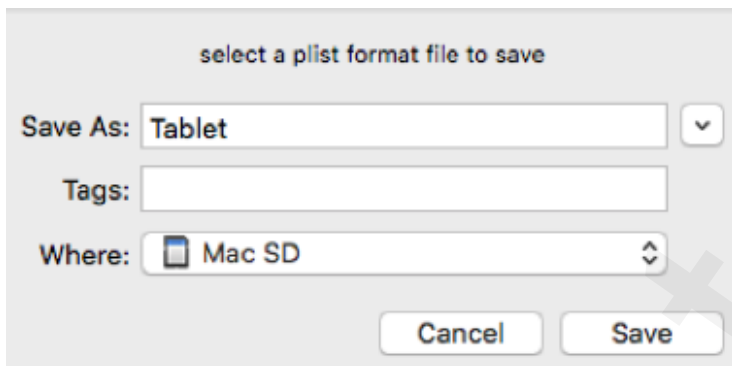 select a plist format file to save
Save As: Tablet
Tags:
Where: Mac SD
Cancel Save